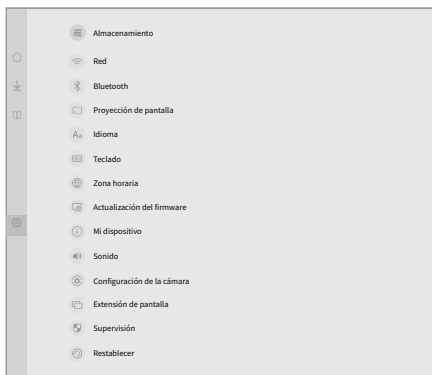 Almacenamiento
Red
Bluetooth
Proyección de pantalla
Aa Idioma
Teclado
Zona horaria
Actualización del firmware
Mi dispositivo
Sonido
Configuración de la cámara
Extensión de pantalla
Supervisión
Restablecer